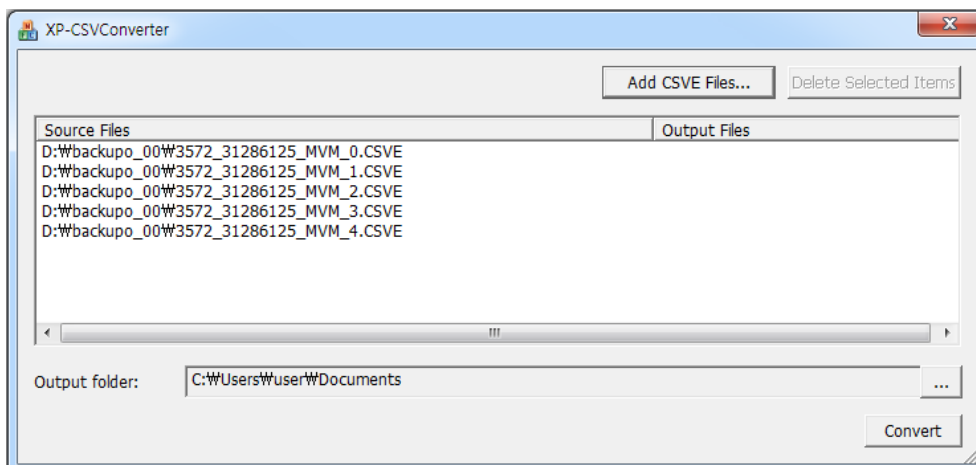 XP-CSVConverter
Add CSVE Files...
Delete Selected Items
Source Files
Output Files
D:₩backupo_00₩3572_31286125_MVM_0.CSVE
D:₩backupo_00₩3572_31286125_MVM_1.CSVE
D:₩backupo_00₩3572_31286125_MVM_2.CSVE
D:₩backupo_00₩3572_31286125_MVM_3.CSVE
D:₩backupo_00₩3572_31286125_MVM_4.CSVE
Output folder:
C:₩Users₩user₩Documents
...
Convert